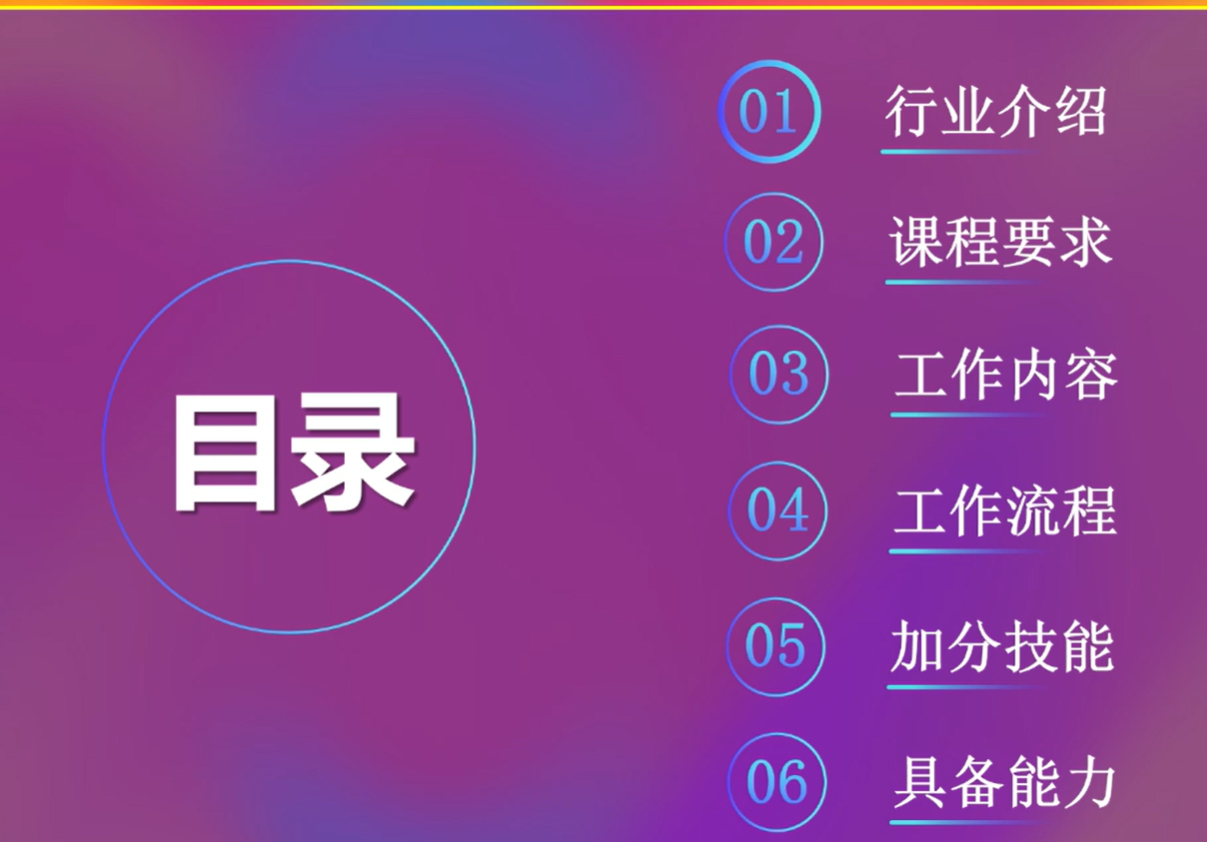 目录
01 行业介绍
02 课程要求
03 工作内容
04 工作流程
05 加分技能
06 具备能力